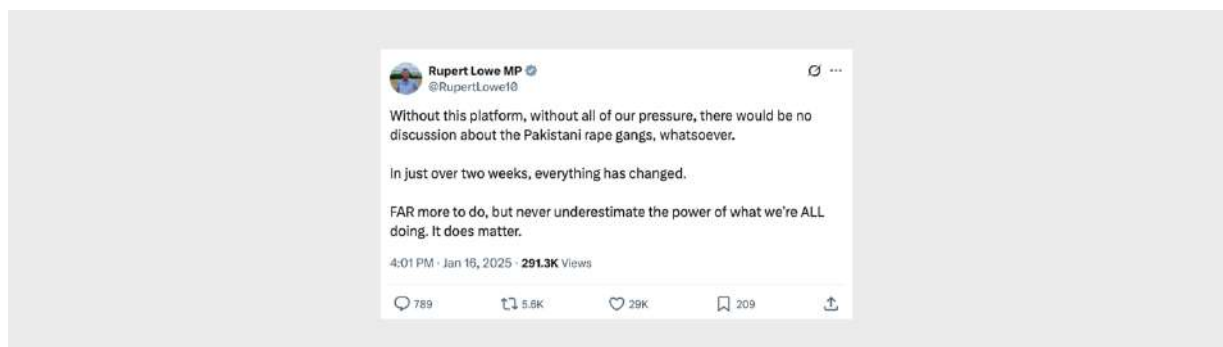 Rupert Lowe MP
@RupertLowe10
Without this platform, without all of our pressure, there would be no
discussion about the Pakistani rape gangs, whatsoever.
In just over two weeks, everything has changed.
FAR more to do, but never underestimate the power of what we're ALL
doing. It does matter.
4:01 PM · Jan 16, 2025 · 291.3K Views
789 5.6K 29K 209